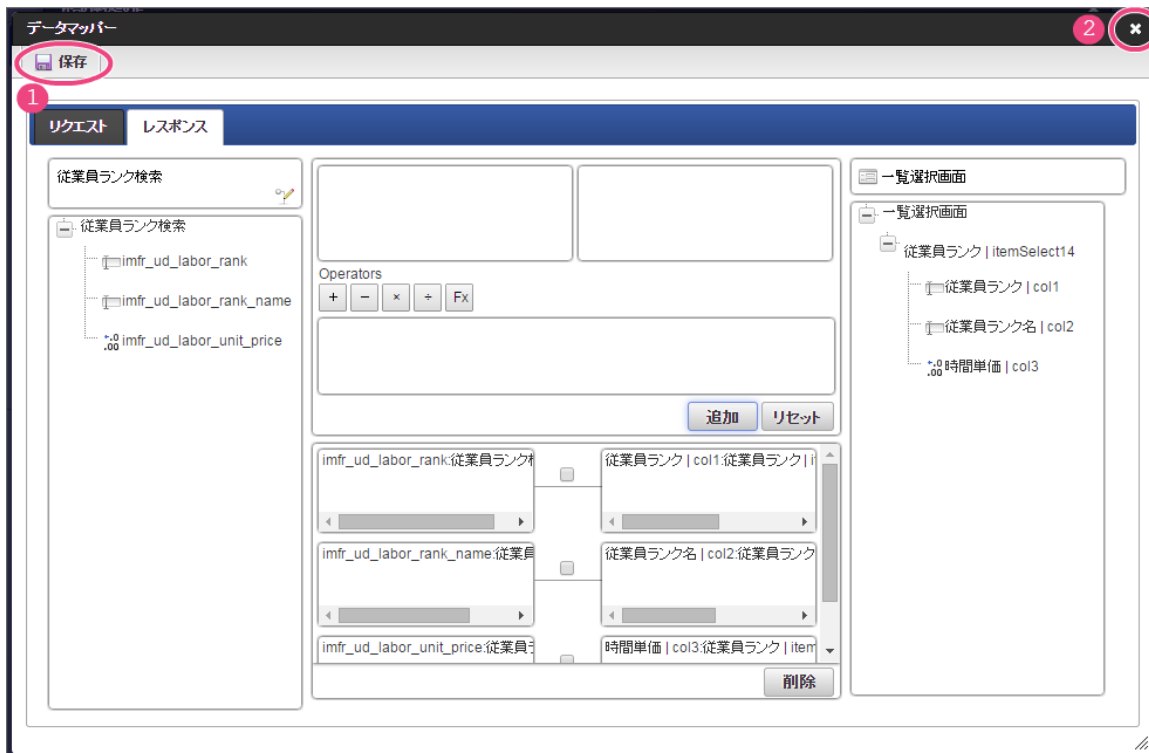 データマッパー
2
保存
1
リクエスト
レスポンス
従業員ランク検索
従業員ランク検索
imfr_ud_labor_rank
imfr_ud_labor_rank_name
imfr_ud_labor_unit_price
Operators
+ − × ÷ Fx
追加
リセット
imfr_ud_labor_rank:従業員ランク
従業員ランク | col1:従業員ランク | i
imfr_ud_labor_rank_name:従業員
従業員ランク名 | col2:従業員ランク
imfr_ud_labor_unit_price:従業員
時間単価 | col3:従業員ランク | item
削除
一覧選択画面
一覧選択画面
従業員ランク | itemSelect14
従業員ランク | col1
従業員ランク名 | col2
時間単価 | col3